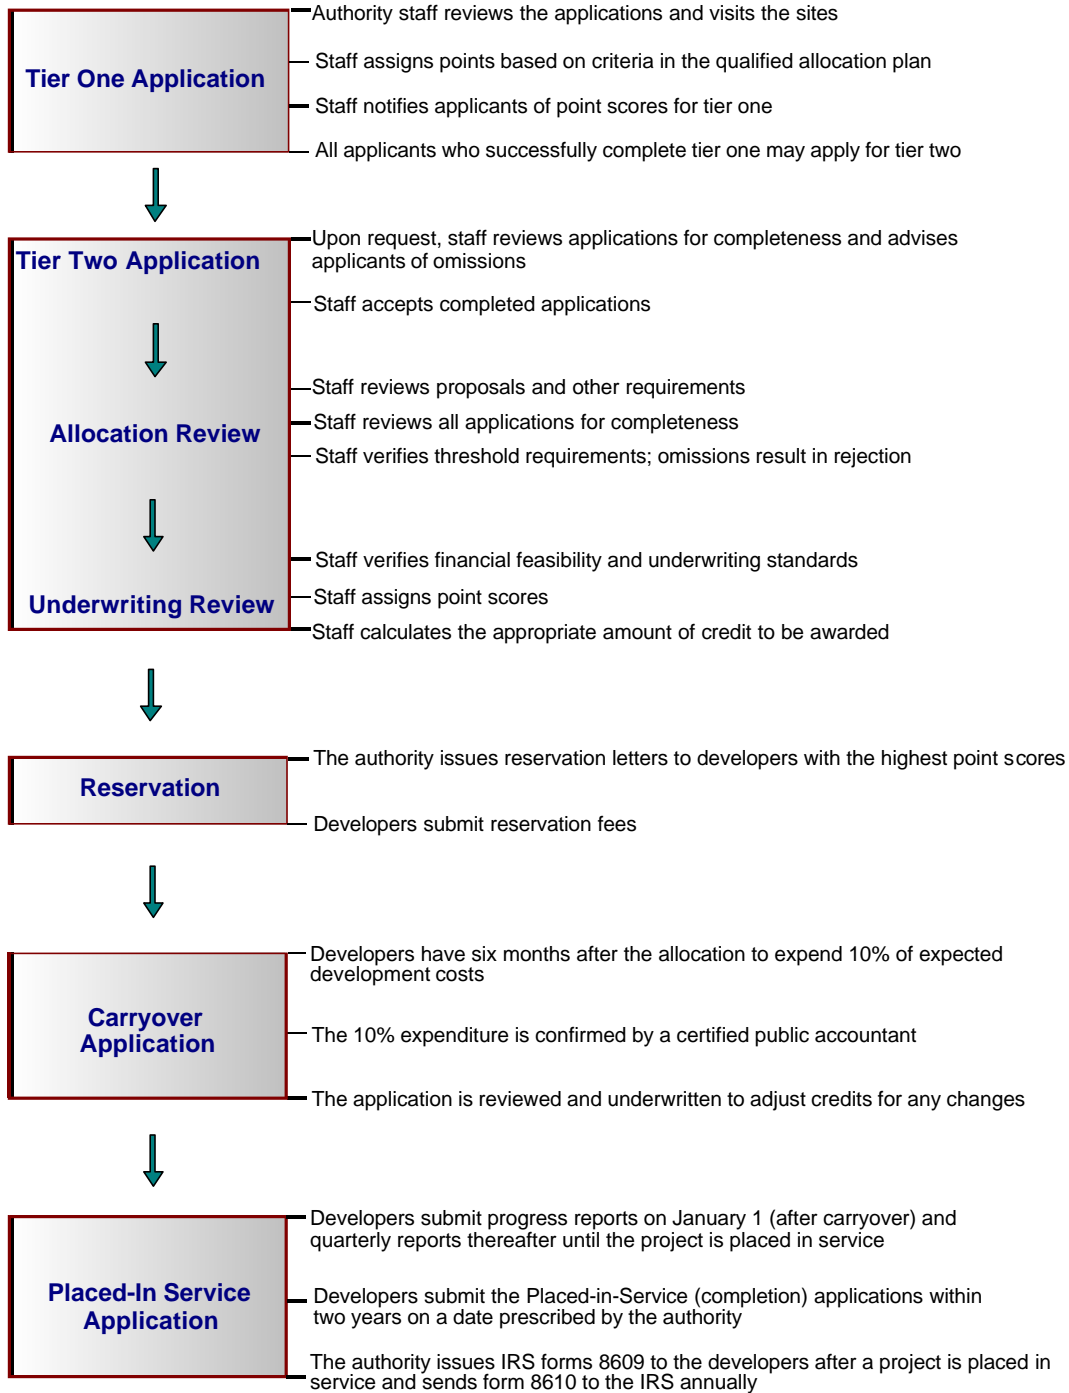 Authority staff reviews the applications and visits the sites
Tier One Application
Staff assigns points based on criteria in the qualified allocation plan
Staff notifies applicants of point scores for tier one
All applicants who successfully complete tier one may apply for tier two
Tier Two Application
Upon request, staff reviews applications for completeness and advises
applicants of omissions
Staff accepts completed applications
Allocation Review
Staff reviews proposals and other requirements
Staff reviews all applications for completeness
Staff verifies threshold requirements; omissions result in rejection
Underwriting Review
Staff verifies financial feasibility and underwriting standards
Staff assigns point scores
Staff calculates the appropriate amount of credit to be awarded
Reservation
The authority issues reservation letters to developers with the highest point scores
Developers submit reservation fees
Carryover
Application
Developers have six months after the allocation to expend 10% of expected
development costs
The 10% expenditure is confirmed by a certified public accountant
The application is reviewed and underwritten to adjust credits for any changes
Placed-In Service
Application
Developers submit progress reports on January 1 (after carryover) and
quarterly reports thereafter until the project is placed in service
Developers submit the Placed-in-Service (completion) applications within
two years on a date prescribed by the authority
The authority issues IRS forms 8609 to the developers after a project is placed in
service and sends form 8610 to the IRS annually